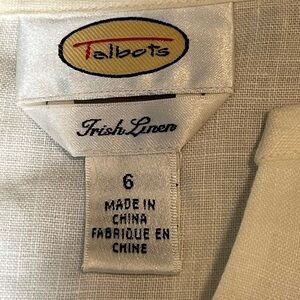 Talbots
Irish Linen
6
MADE IN
CHINA
FABRIQUE EN
CHINE